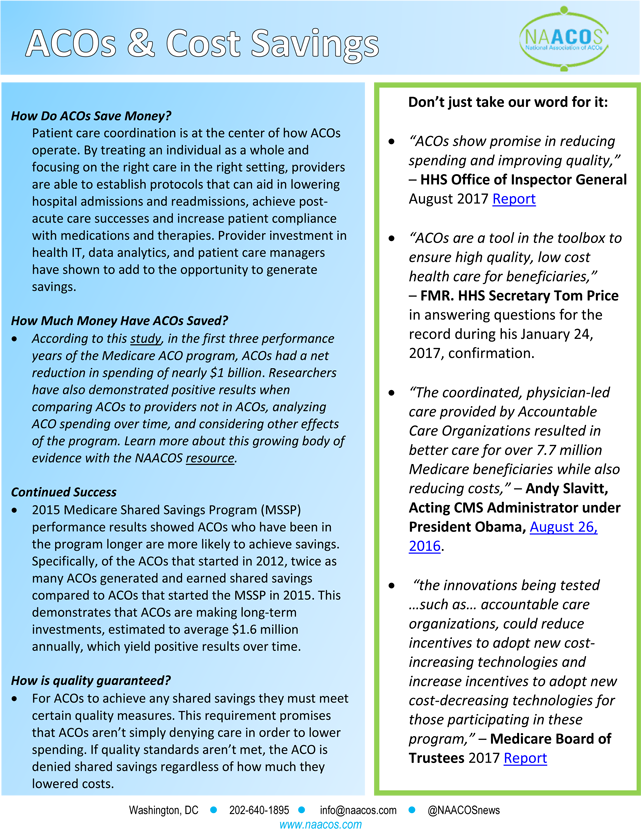 ACOs & Cost Savings
NAACOS
National Association of ACOs
How Do ACOs Save Money?
Patient care coordination is at the center of how ACOs
operate. By treating an individual as a whole and
focusing on the right care in the right setting, providers
are able to establish protocols that can aid in lowering
hospital admissions and readmissions, achieve post-
acute care successes and increase patient compliance
with medications and therapies. Provider investment in
health IT, data analytics, and patient care managers
have shown to add to the opportunity to generate
savings.
How Much Money Have ACOs Saved?
• According to this study, in the first three performance
years of the Medicare ACO program, ACOs had a net
reduction in spending of nearly $1 billion. Researchers
have also demonstrated positive results when
comparing ACOs to providers not in ACOs, analyzing
ACO spending over time, and considering other effects
of the program. Learn more about this growing body of
evidence with the NAACOS resource.
Continued Success
• 2015 Medicare Shared Savings Program (MSSP)
performance results showed ACOs who have been in
the program longer are more likely to achieve savings.
Specifically, of the ACOs that started in 2012, twice as
many ACOs generated and earned shared savings
compared to ACOs that started the MSSP in 2015. This
demonstrates that ACOs are making long-term
investments, estimated to average $1.6 million
annually, which yield positive results over time.
How is quality guaranteed?
• For ACOs to achieve any shared savings they must meet
certain quality measures. This requirement promises
that ACOs aren't simply denying care in order to lower
spending. If quality standards aren't met, the ACO is
denied shared savings regardless of how much they
lowered costs.
Don't just take our word for it:
• "ACOs show promise in reducing
spending and improving quality,"
– HHS Office of Inspector General
August 2017 Report
• "ACOs are a tool in the toolbox to
ensure high quality, low cost
health care for beneficiaries,"
– FMR. HHS Secretary Tom Price
in answering questions for the
record during his January 24,
2017, confirmation.
• "The coordinated, physician-led
care provided by Accountable
Care Organizations resulted in
better care for over 7.7 million
Medicare beneficiaries while also
reducing costs," – Andy Slavitt,
Acting CMS Administrator under
President Obama, August 26,
2016.
• "the innovations being tested
…such as… accountable care
organizations, could reduce
incentives to adopt new cost-
increasing technologies and
increase incentives to adopt new
cost-decreasing technologies for
those participating in these
program," – Medicare Board of
Trustees 2017 Report
Washington, DC • 202-640-1895 • info@naacos.com • @NAACOSnews
www.naacos.com